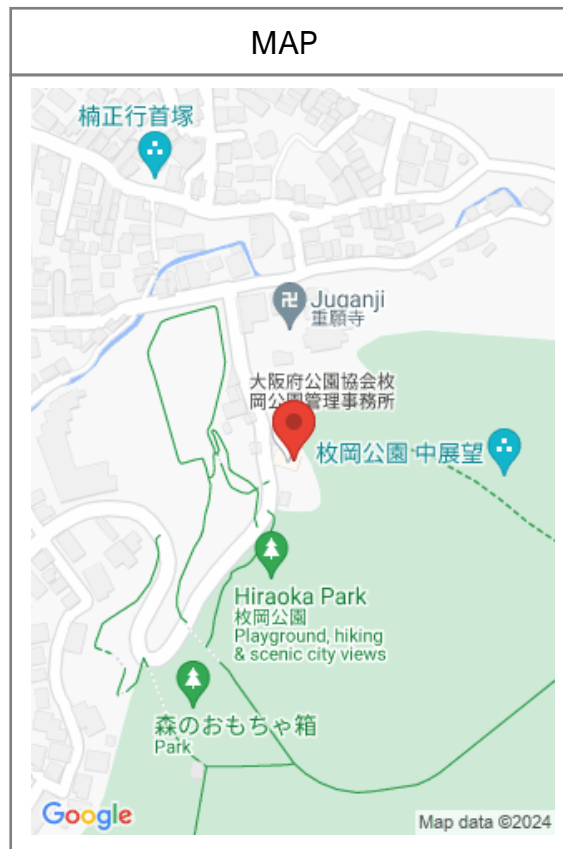 MAP
楠正行首塚
Juganji
重願寺
大阪府公園協会枚
岡公園管理事務所
枚岡公園 中展望
Hiraoka Park
枚岡公園
Playground, hiking
& scenic city views
森のおもちゃ箱
Park
Google
Map data ©2024